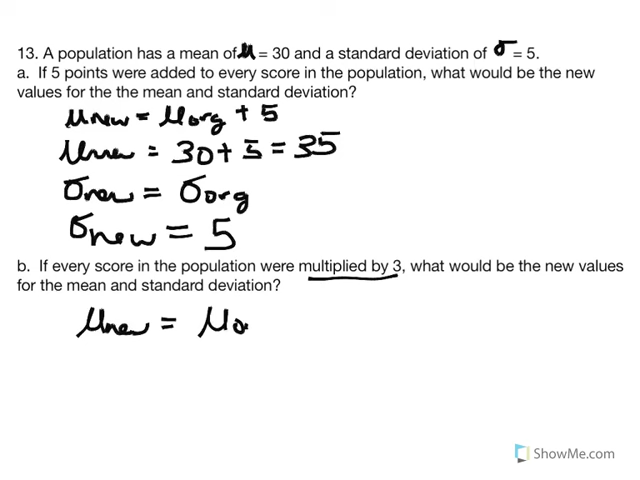 13. A population has a mean of μ = 30 and a standard deviation of σ = 5.
a. If 5 points were added to every score in the population, what would be the new
values for the the mean and standard deviation?
μnew = μorg + 5
μnew = 30 + 5 = 35
σnew = σorg
σnew = 5
b. If every score in the population were multiplied by 3, what would be the new values
for the mean and standard deviation?
μnew = μo
ShowMe.com